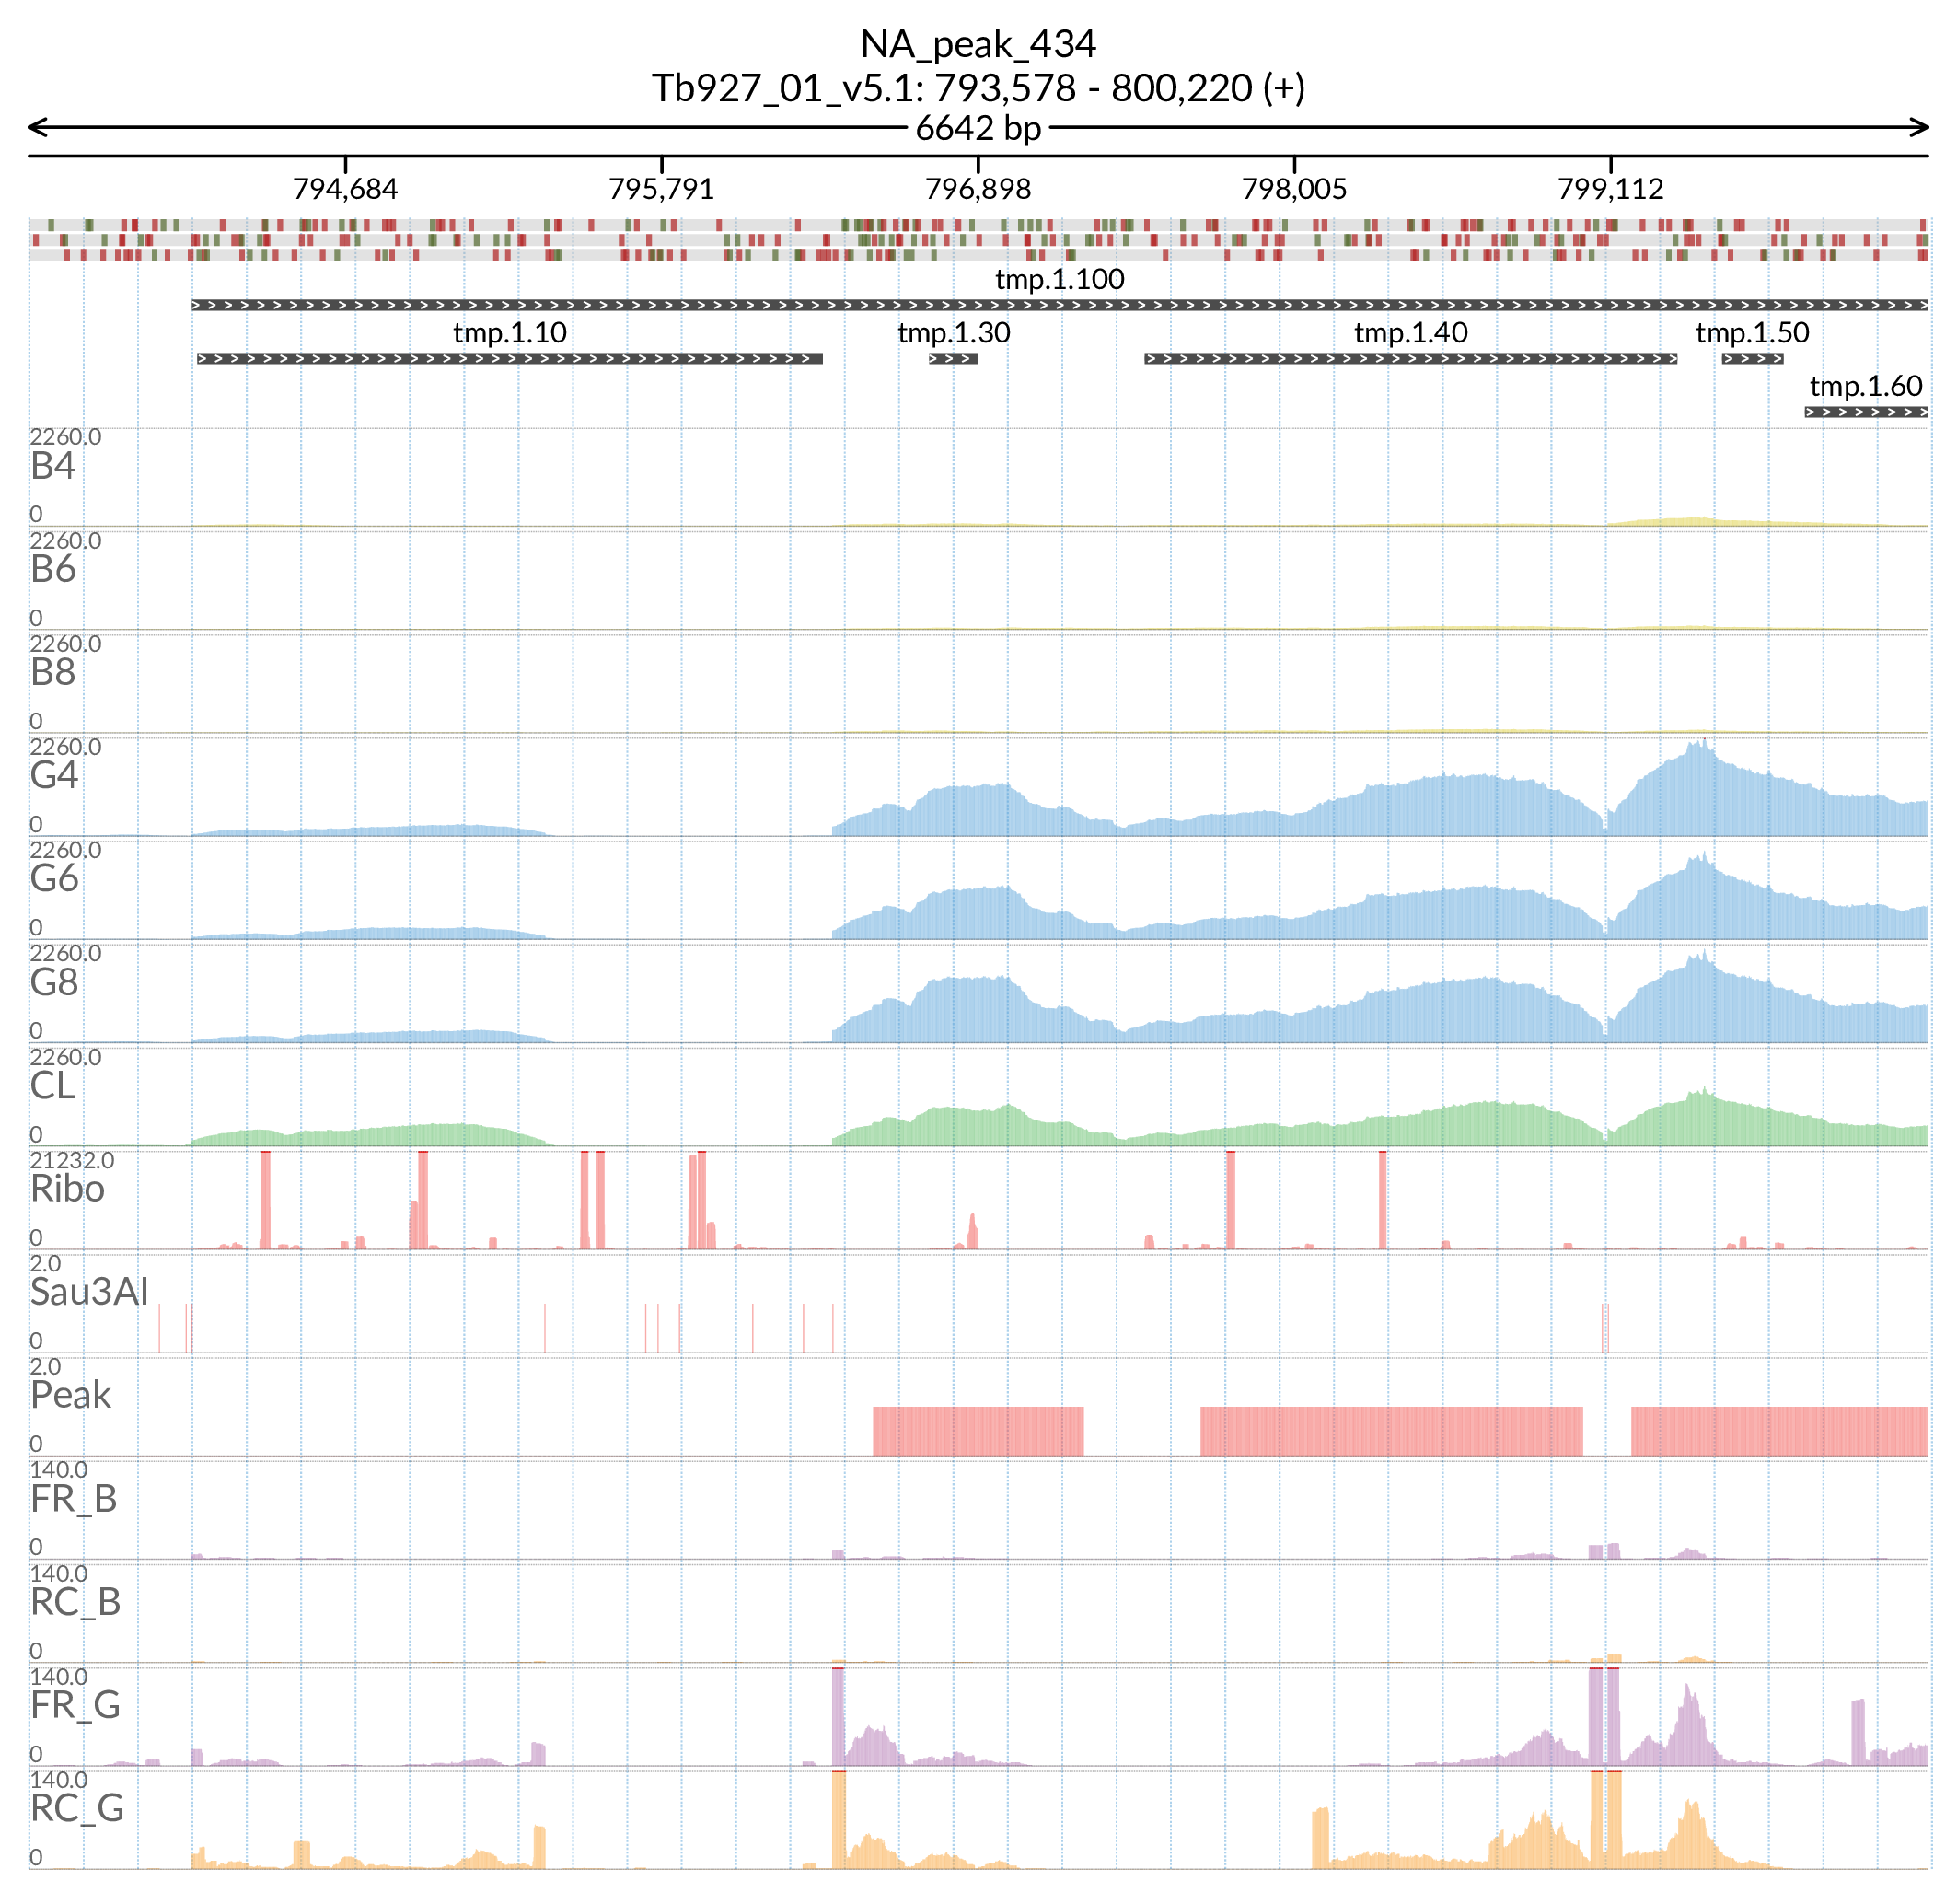 NA_peak_434
Tb927_01_v5.1: 793,578 - 800,220 (+)
6642 bp
794,684 795,791 796,898 798,005 799,112
tmp.1.100
tmp.1.10 tmp.1.30 tmp.1.40 tmp.1.50
tmp.1.60
2260.0
B4
0
2260.0
B6
0
2260.0
B8
0
2260.0
G4
0
2260.0
G6
0
2260.0
G8
0
2260.0
CL
0
21232.0
Ribo
0
2.0
Sau3AI
0
2.0
Peak
0
140.0
FR_B
0
140.0
RC_B
0
140.0
FR_G
0
140.0
RC_G
0